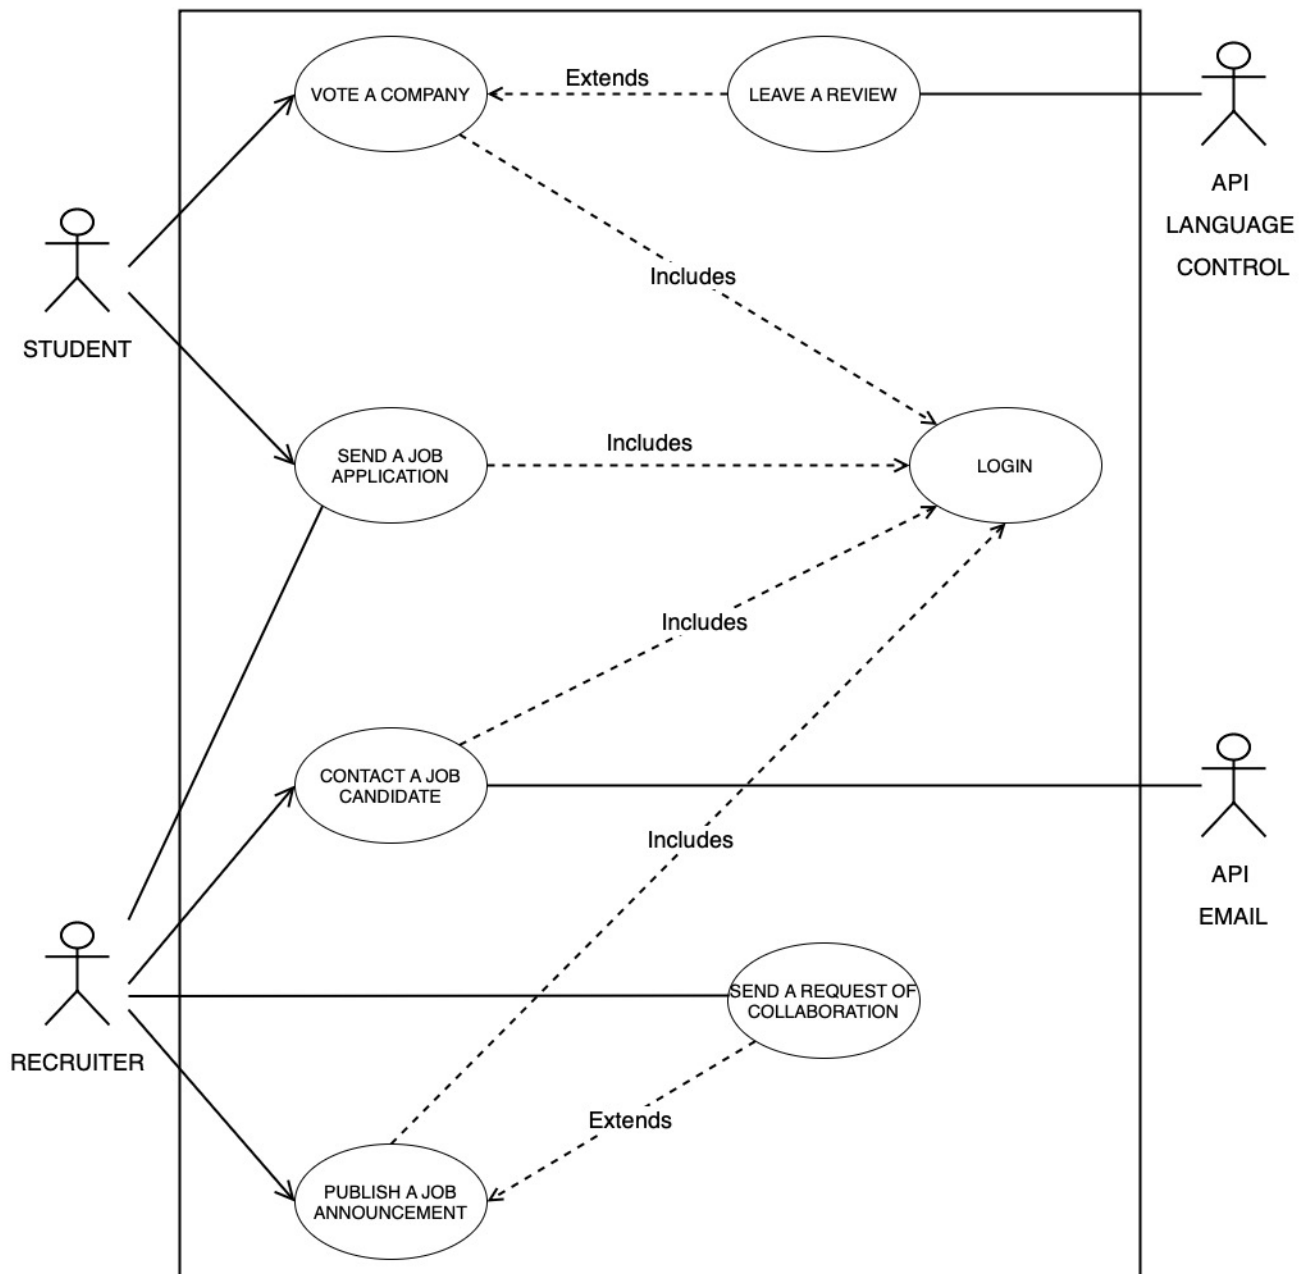 VOTE A COMPANY
Extends
LEAVE A REVIEW
API
LANGUAGE
CONTROL
Includes
STUDENT
SEND A JOB
APPLICATION
Includes
LOGIN
Includes
CONTACT A JOB
CANDIDATE
Includes
API
EMAIL
SEND A REQUEST OF
COLLABORATION
RECRUITER
Extends
PUBLISH A JOB
ANNOUNCEMENT